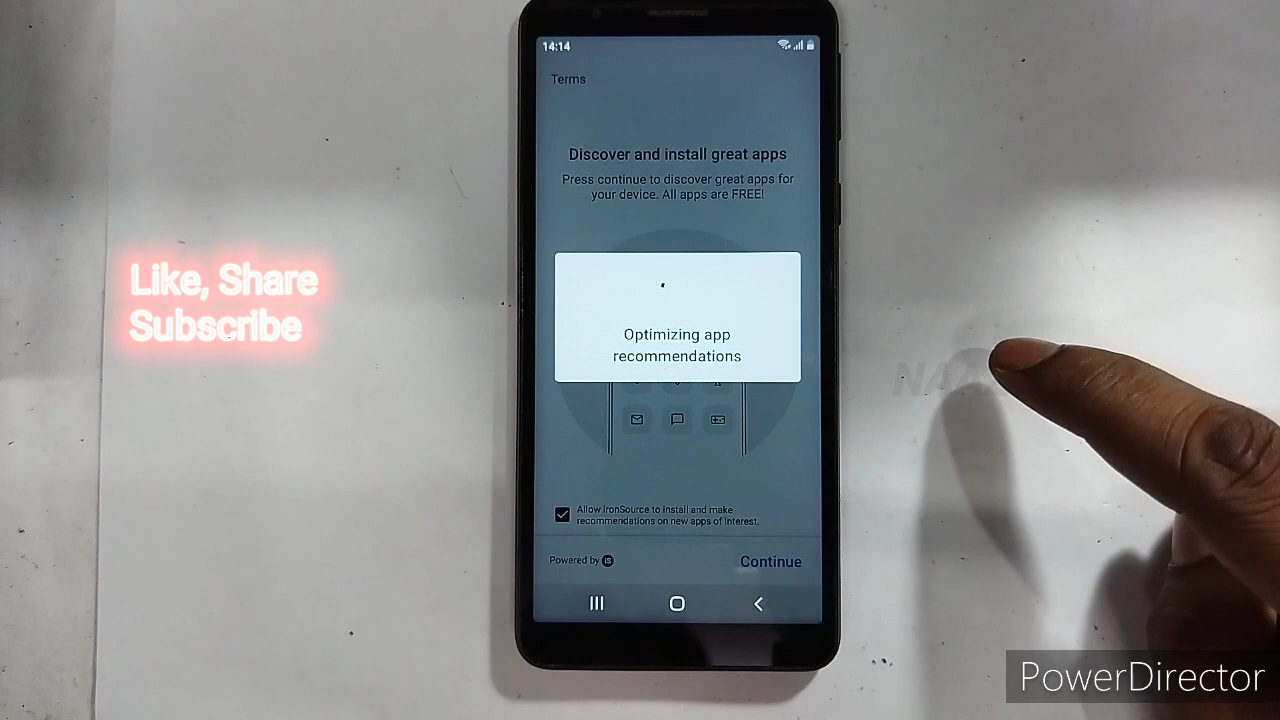 14:14
Terms
Discover and install great apps
Press continue to discover great apps for
your device. All apps are FREE!
Like, Share
Subscribe
Optimizing app
recommendations
Allow IronSource to install and make
recommendations on new apps of interest.
Powered by iS
Continue
PowerDirector